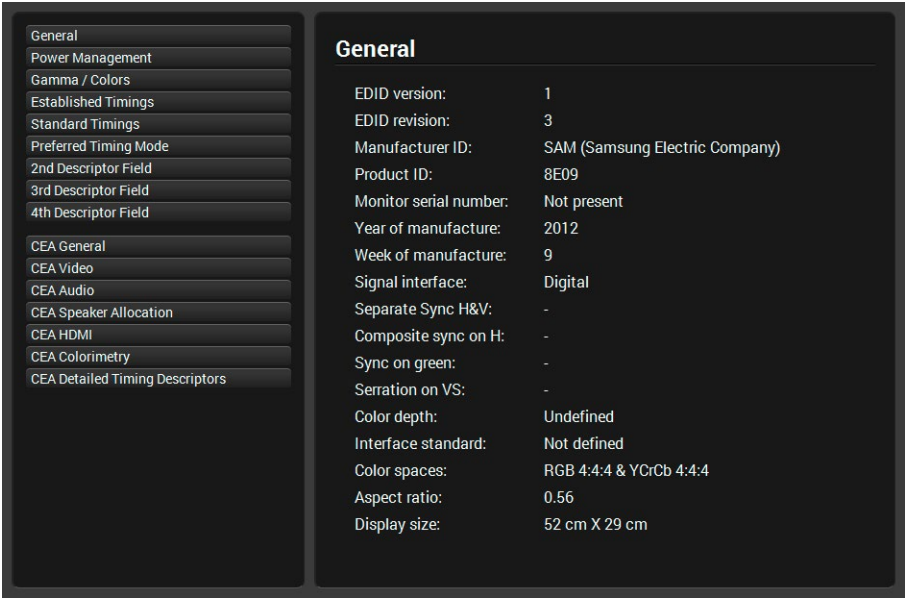 General
Power Management
Gamma / Colors
Established Timings
Standard Timings
Preferred Timing Mode
2nd Descriptor Field
3rd Descriptor Field
4th Descriptor Field
CEA General
CEA Video
CEA Audio
CEA Speaker Allocation
CEA HDMI
CEA Colorimetry
CEA Detailed Timing Descriptors
General
EDID version: 1
EDID revision: 3
Manufacturer ID: SAM (Samsung Electric Company)
Product ID: 8E09
Monitor serial number: Not present
Year of manufacture: 2012
Week of manufacture: 9
Signal interface: Digital
Separate Sync H&V: -
Composite sync on H: -
Sync on green: -
Serration on VS: -
Color depth: Undefined
Interface standard: Not defined
Color spaces: RGB 4:4:4 & YCrCb 4:4:4
Aspect ratio: 0.56
Display size: 52 cm X 29 cm